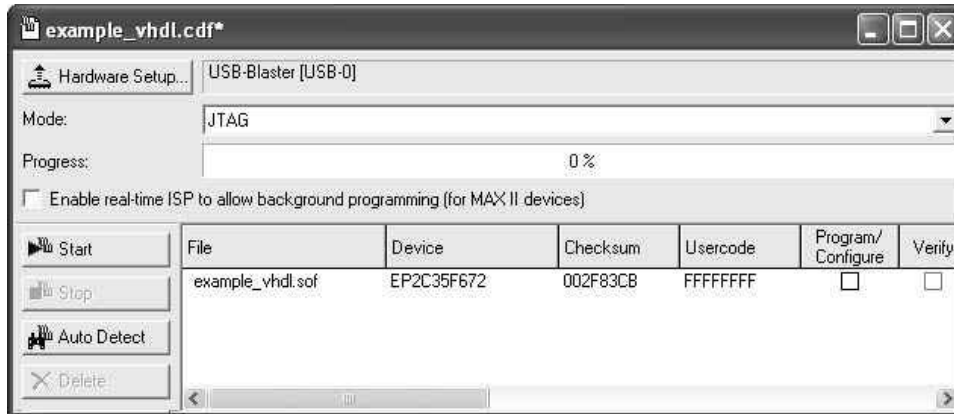 example_vhdl.cdf*
Hardware Setup... USB-Blaster [USB-0]
Mode: JTAG
Progress: 0 %
Enable real-time ISP to allow background programming (for MAX II devices)
Start
Stop
Auto Detect
Delete
File Device Checksum Usercode Program/ Configure Verify
example_vhdl.sof EP2C35F672 002F83CB FFFFFFFF